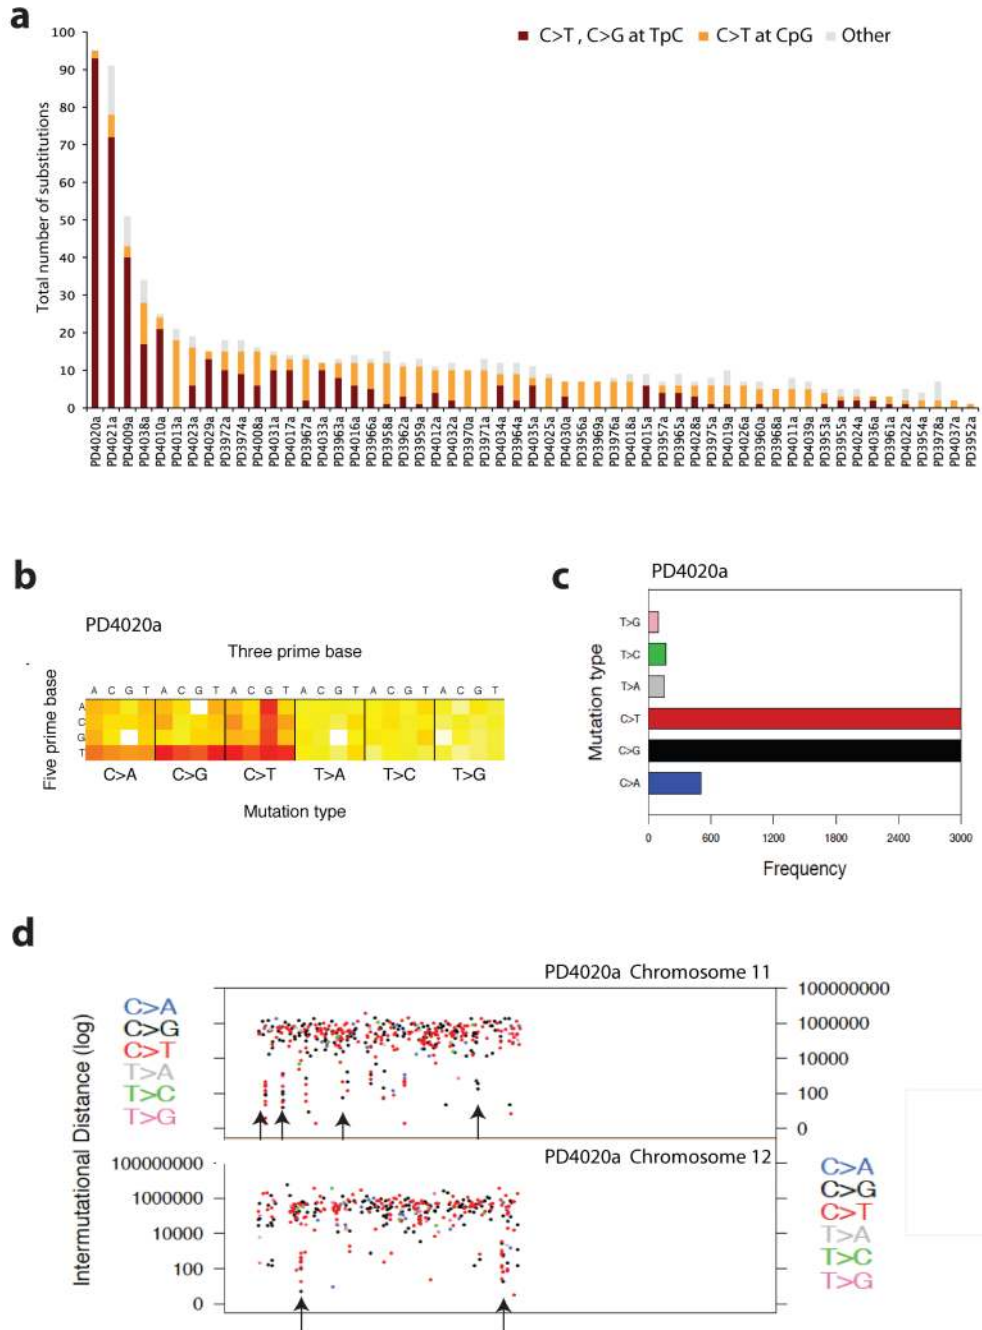 a
C>T , C>G at TpC
C>T at CpG
Other
Total number of substitutions
100
90
80
70
60
50
40
30
20
10
0
PD4020a
PD4021a
PD4009a
PD4038a
PD4010a
PD4013a
PD4023a
PD4029a
PD3972a
PD3974a
PD4008a
PD4031a
PD4017a
PD3967a
PD4033a
PD3963a
PD4016a
PD3966a
PD3958a
PD3962a
PD3959a
PD4012a
PD4032a
PD3970a
PD3971a
PD4034a
PD3964a
PD4035a
PD4025a
PD4030a
PD3969a
PD3976a
PD4018a
PD4015a
PD3957a
PD3965a
PD4028a
PD3975a
PD4019a
PD4026a
PD3960a
PD3968a
PD4011a
PD4039a
PD3953a
PD3955a
PD4024a
PD4036a
PD3961a
PD4022a
PD3954a
PD3978a
PD4037a
PD3952a
b
PD4020a
Three prime base
A C G T A C G T A C G T A C G T A C G T A C G T
Five prime base
A
C
G
T
C>A C>G C>T T>A T>C T>G
Mutation type
c
PD4020a
Mutation type
T>G
T>C
T>A
C>T
C>G
C>A
0 600 1200 1800 2400 3000
Frequency
d
Intermutational Distance (log)
PD4020a Chromosome 11
C>A
C>G
C>T
T>A
T>C
T>G
100000000
1000000
10000
100
0
PD4020a Chromosome 12
100000000
1000000
10000
100
0
C>A
C>G
C>T
T>A
T>C
T>G